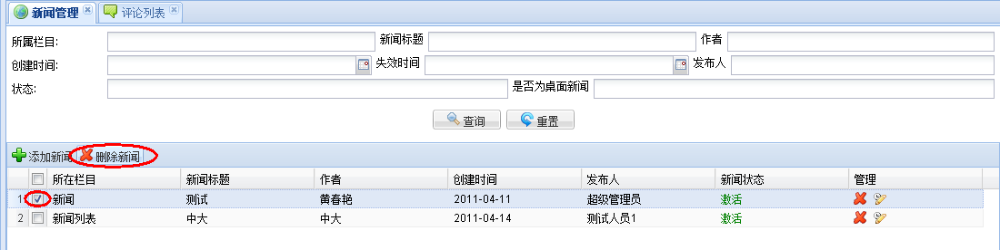 新闻管理 评论列表
所属栏目: 新闻标题 作者
创建时间: 失效时间 发布人
状态: 是否为桌面新闻
查询 重置
添加新闻 删除新闻
所在栏目 新闻标题 作者 创建时间 发布人 新闻状态 管理
1 新闻 测试 黄春艳 2011-04-11 超级管理员 激活
2 新闻列表 中大 中大 2011-04-14 测试人员1 激活